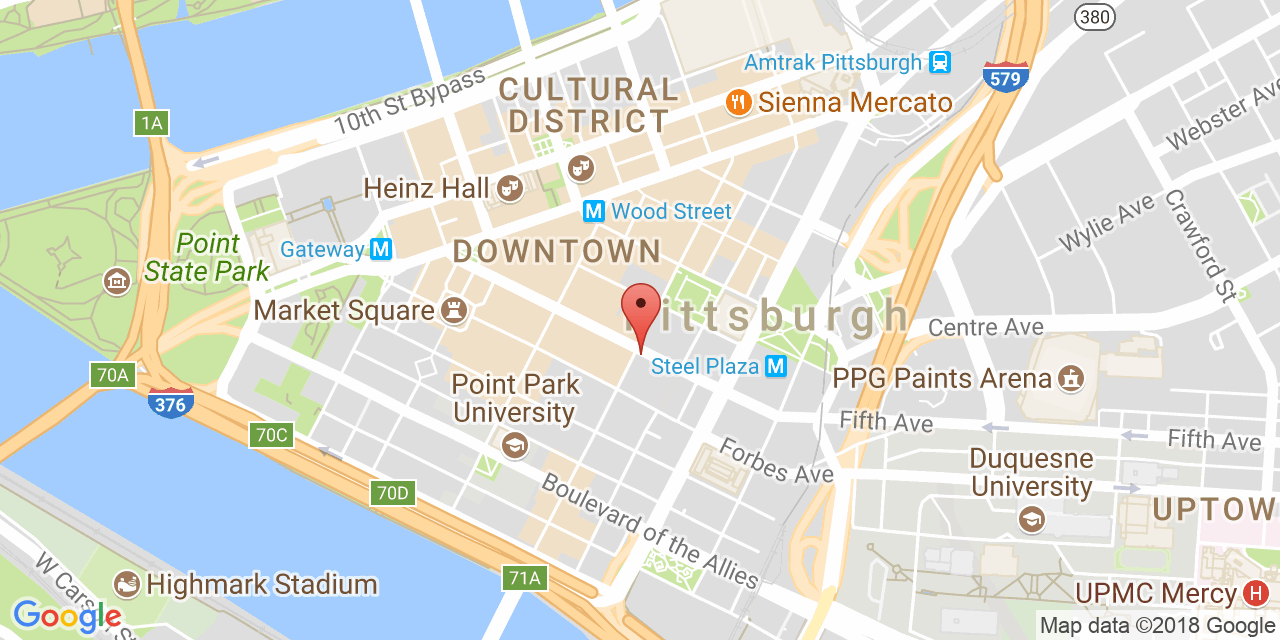 380
Amtrak Pittsburgh
579
CULTURAL
DISTRICT
Sienna Mercato
10th St Bypass
1A
Webster Ave
Heinz Hall
Wood Street
M
Wylie Ave
Crawford St
Point
State Park
Gateway
M
DOWNTOWN
Market Square
Pittsburgh
Centre Ave
Steel Plaza
M
70A
376
PPG Paints Arena
Point Park
University
70C
Fifth Ave
Fifth Ave
Forbes Ave
Duquesne
University
70D
Boulevard of the Allies
UPTOW
71A
Highmark Stadium
W Carson St
UPMC Mercy
H
Google
Map data ©2018 Google